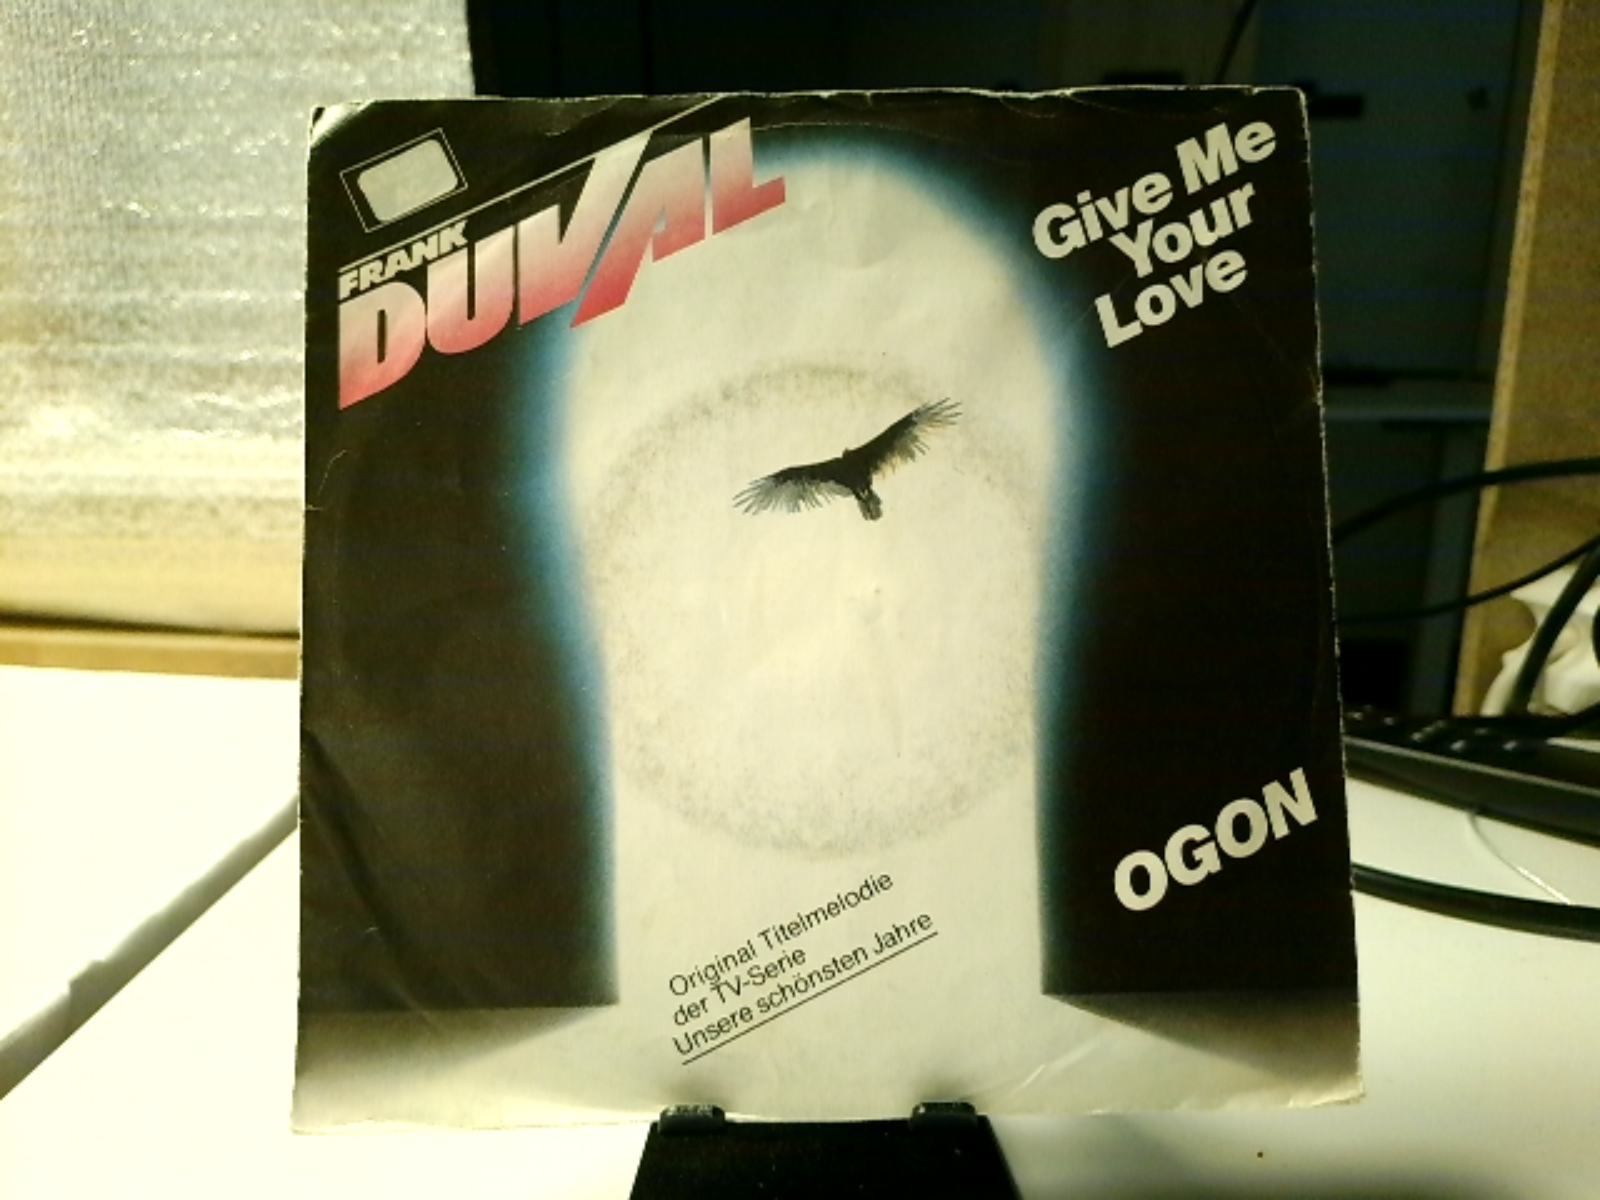 FRANK
DUVAL
Give Me
Your
Love
OGON
Original Titelmelodie
der TV-Serie
Unsere schönsten Jahre